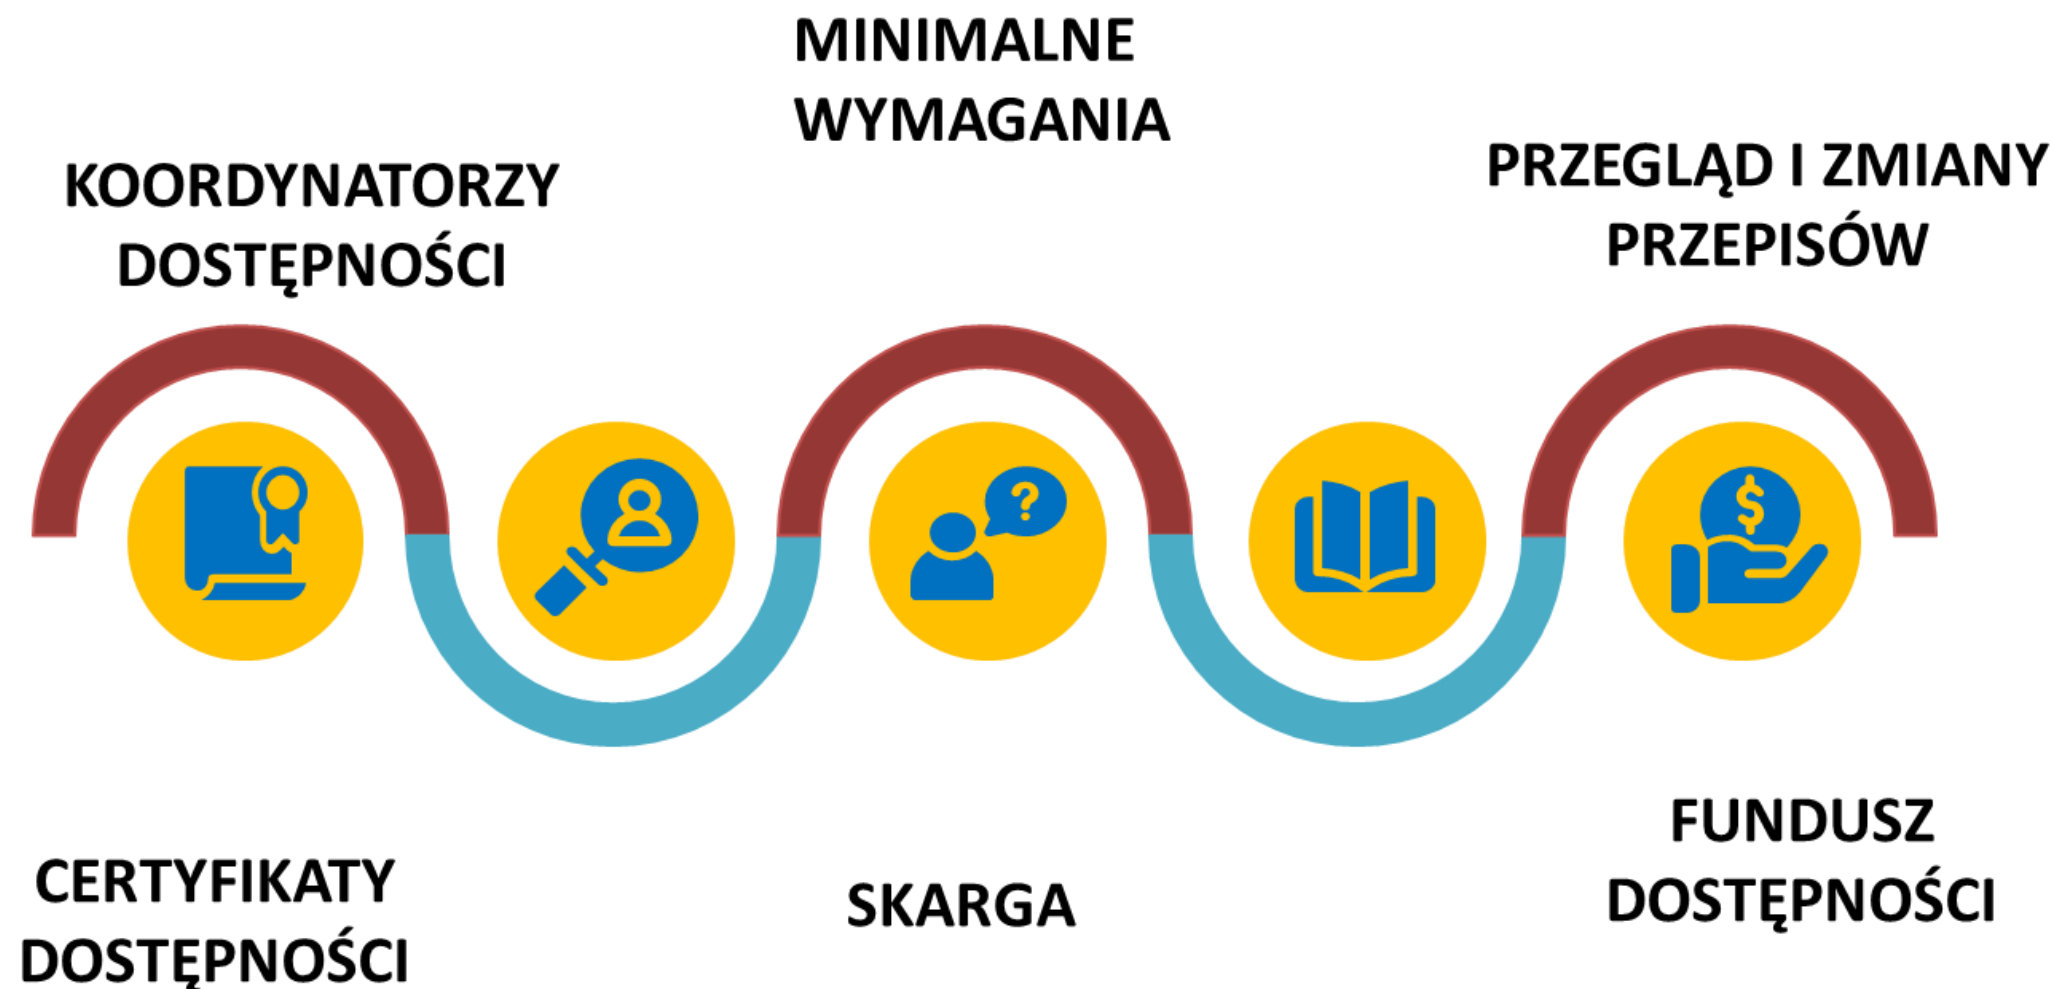 MINIMALNE
WYMAGANIA
KOORDYNATORZY
DOSTĘPNOŚCI
PRZEGLĄD I ZMIANY
PRZEPISÓW
?
$
CERTYFIKATY
DOSTĘPNOŚCI
SKARGA
FUNDUSZ
DOSTĘPNOŚCI